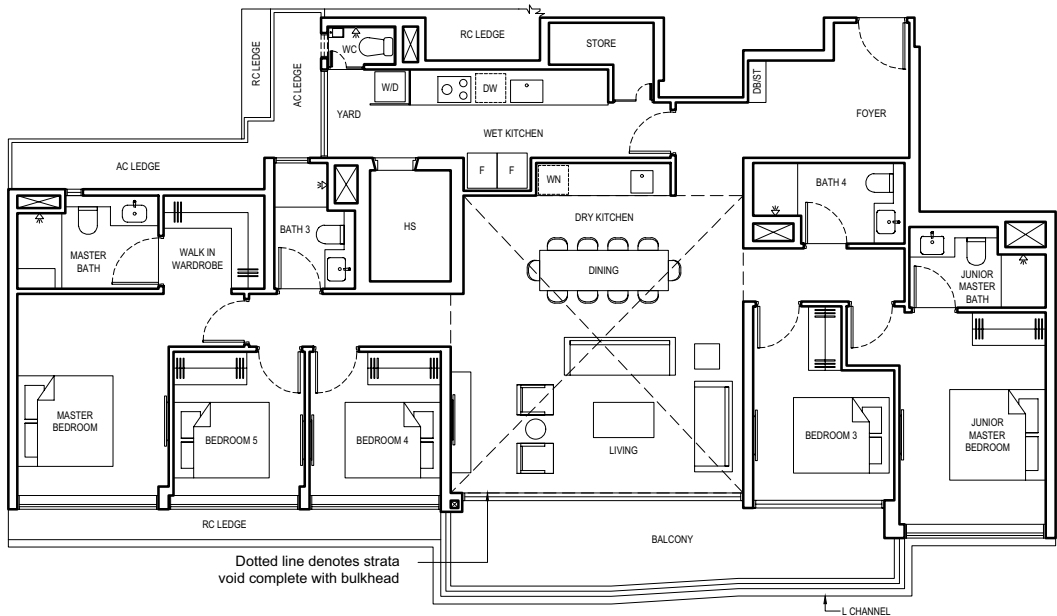 RC LEDGE
STORE
WC
RC LEDGE
AC LEDGE
W/D
DW
DB/ST
YARD
FOYER
WET KITCHEN
AC LEDGE
F
F
WN
BATH 4
DRY KITCHEN
BATH 3
HS
MASTER
BATH
WALK IN
WARDROBE
DINING
JUNIOR
MASTER
BATH
MASTER
BEDROOM
BEDROOM 5
BEDROOM 4
LIVING
BEDROOM 3
JUNIOR
MASTER
BEDROOM
RC LEDGE
BALCONY
Dotted line denotes strata
void complete with bulkhead
L CHANNEL